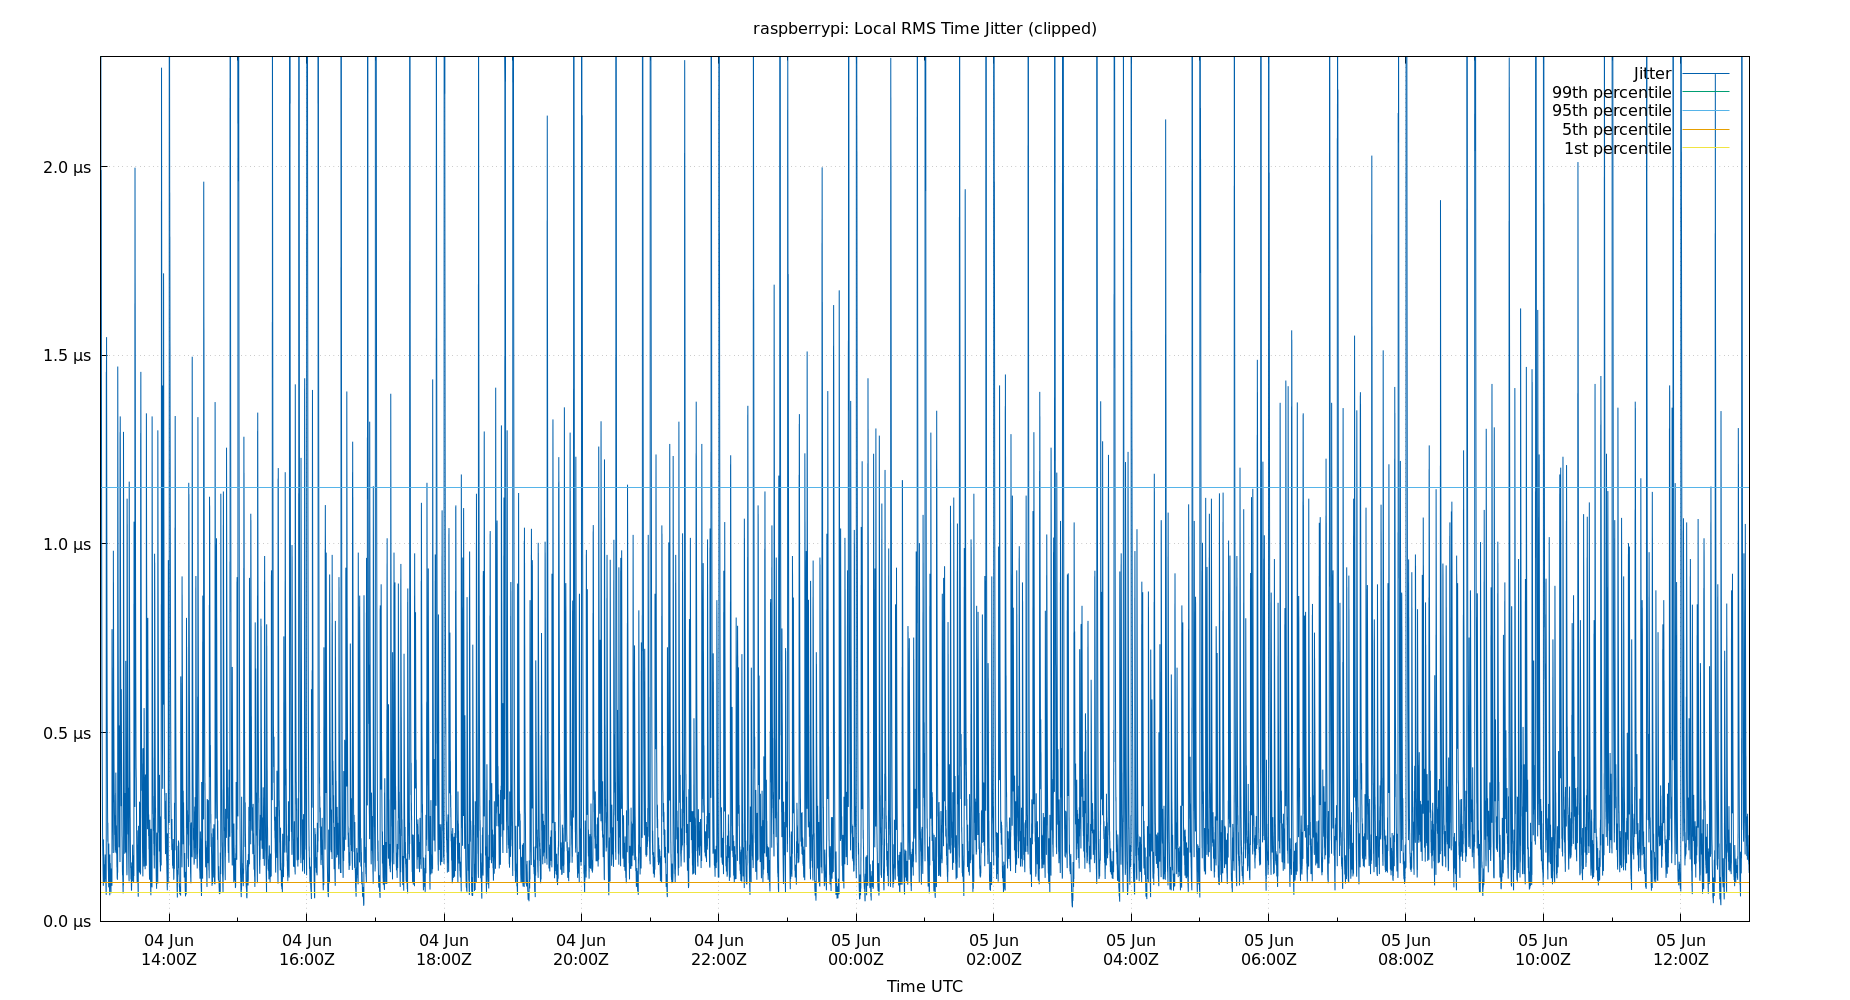 raspberrypi: Local RMS Time Jitter (clipped)
Jitter
99th percentile
95th percentile
5th percentile
1st percentile
2.0 µs
1.5 µs
1.0 µs
0.5 µs
0.0 µs
04 Jun 04 Jun 04 Jun 04 Jun 04 Jun 05 Jun 05 Jun 05 Jun 05 Jun 05 Jun 05 Jun 05 Jun
14:00Z 16:00Z 18:00Z 20:00Z 22:00Z 00:00Z 02:00Z 04:00Z 06:00Z 08:00Z 10:00Z 12:00Z
Time UTC